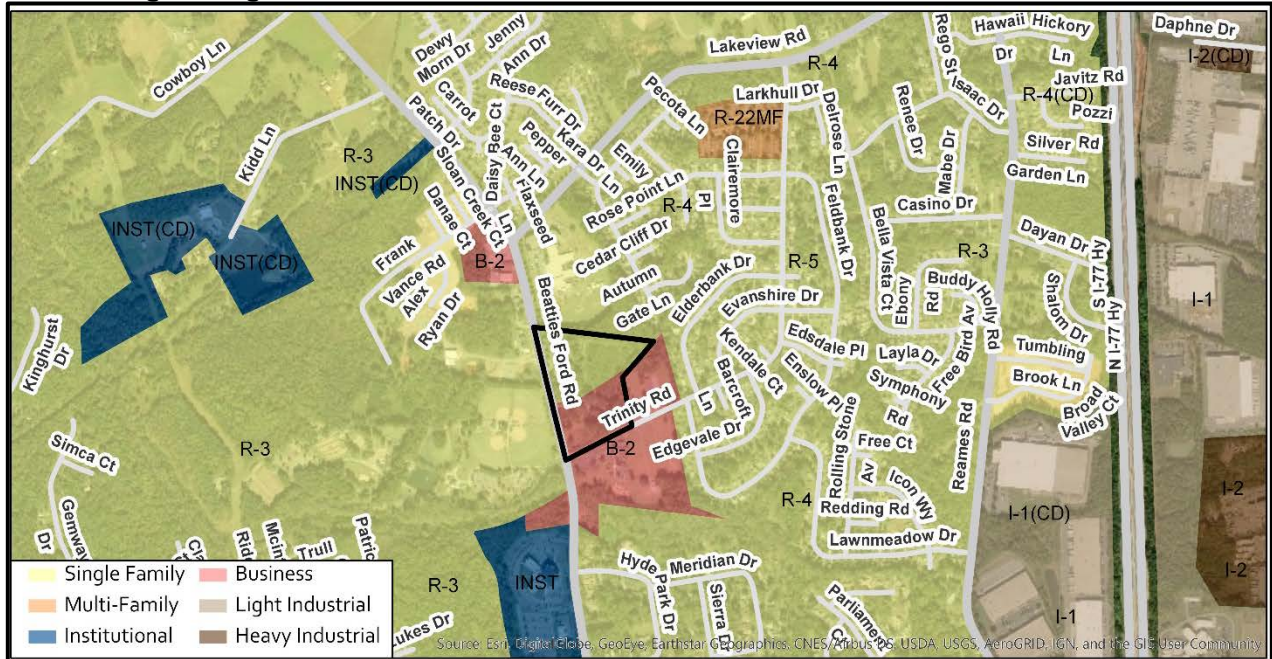 Cowboy Ln
Kidd Ln
Dewy
Morn Dr
Jenny
Ann Dr
Carrot
Patch Dr
Reese Furr Dr
Daisy Bee Ct
Pepper
Ann Ln
Kara Dr
Ln
Emily
Pecota Ln
Lakeview Rd
R-4
Larkhull Dr
R-22MF
Delrose Ln
Clairemore
Pl
Rego St
Isaac Dr
Renee Dr
Mabe Dr
Hawaii
Dr
Hickory
Ln
Daphne Dr
I-2(CD)
Javitz Rd
R-4(CD)
Pozzi
Silver Rd
Garden Ln
R-3
INST(CD)
Sloan Creek Ct
Flaxseed
Ln
Danae Ct
Frank
Vance Rd
Alex
Ryan Dr
B-2
INST(CD)
INST(CD)
Kinghurst
Dr
Rose Point Ln
R-4
Cedar Cliff Dr
Autumn
Gate Ln
Elderbank Dr
Evanshire Dr
R-5
Feldbank Dr
Bella Vista Ct
Casino Dr
R-3
Ebony
Rd
Buddy Holly Rd
Free Bird Av
Dayan Dr
Shalom Dr
S I-77 Hy
N I-77 Hy
I-1
Tumbling
Brook Ln
Broad
Valley Ct
Beatties Ford Rd
Trinity Rd
Ln
Kendale Ct
Barcroft
Edgevale Dr
Edsdale Pl
Enslow Pl
Layla Dr
Symphony
Rd
Rolling Stone
Av
Free Ct
Icon Wy
Redding Rd
Reames Rd
Lawnmeadow Dr
R-4
B-2
I-1(CD)
I-2
I-2
I-1
Simca Ct
Gemway
Dr
R-3
R-3
Trull
INST
Hyde Park Dr
Meridian Dr
Sierra Dr
Parliament
Ct
Single Family
Business
Multi-Family
Light Industrial
Institutional
Heavy Industrial
Source: Esri, DigitalGlobe, GeoEye, Earthstar Geographics, CNES/Airbus DS, USDA, USGS, AeroGRID, IGN, and the GIS User Community